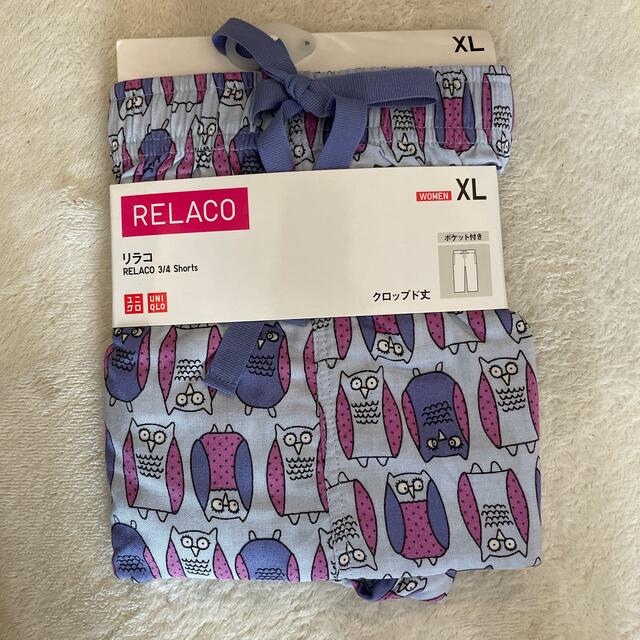 XL
RELACO
WOMEN XL
リラコ
RELACO 3/4 Shorts
ポケット付き
ユニ
クロ
UNI
QLO
クロップド丈